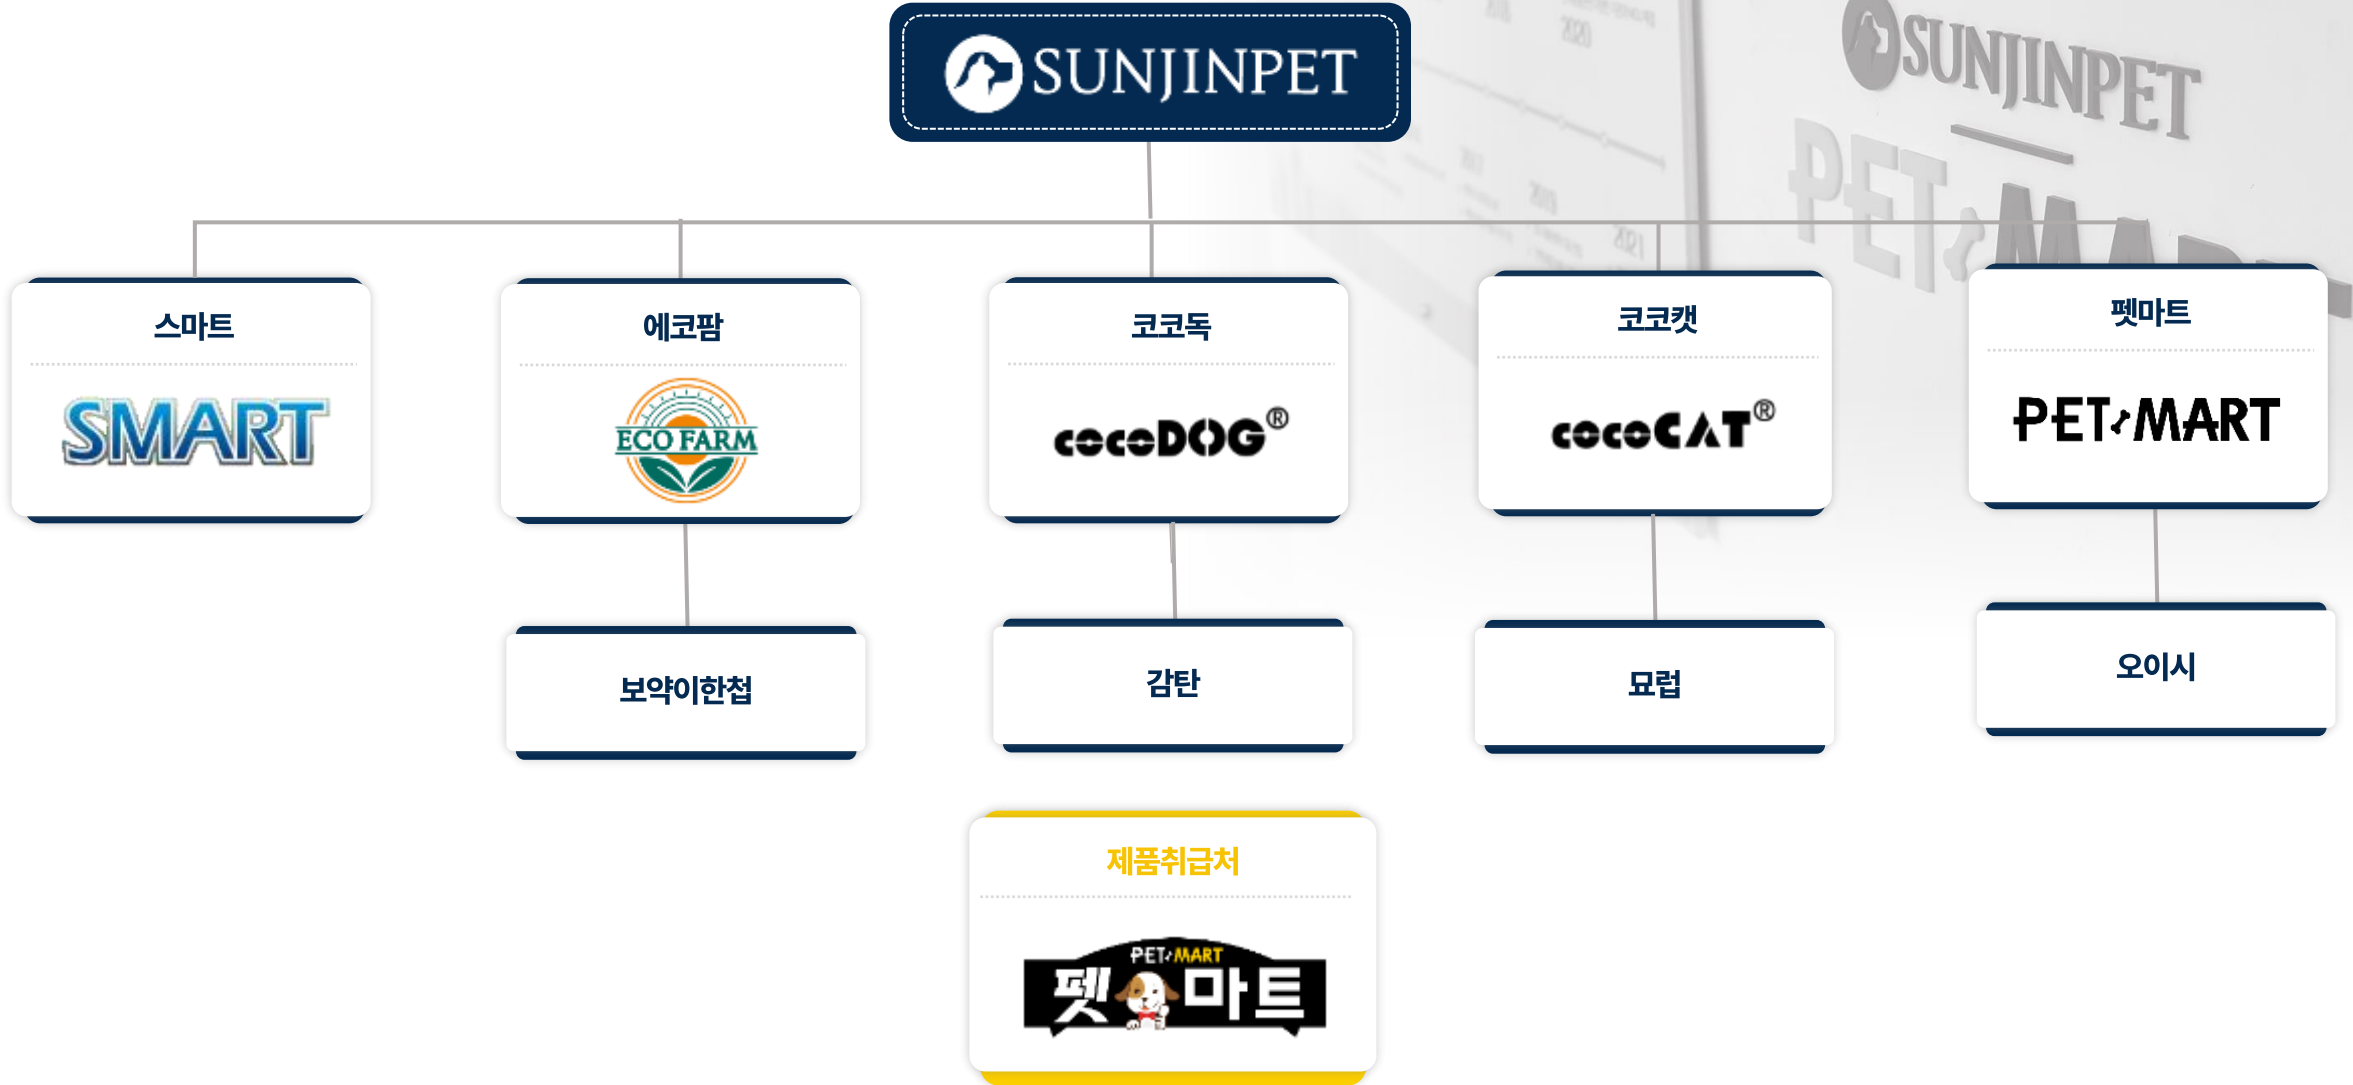 SUNJINPET
SUNJINPET
PET MART
2020
2021
스마트
SMART
에코팜
ECO FARM
코코독
cocoDOG®
코코캣
cocoCAT®
펫마트
PET MART
보약이한첩
감탄
묘럽
오이시
제품취급처
PET MART
펫마트